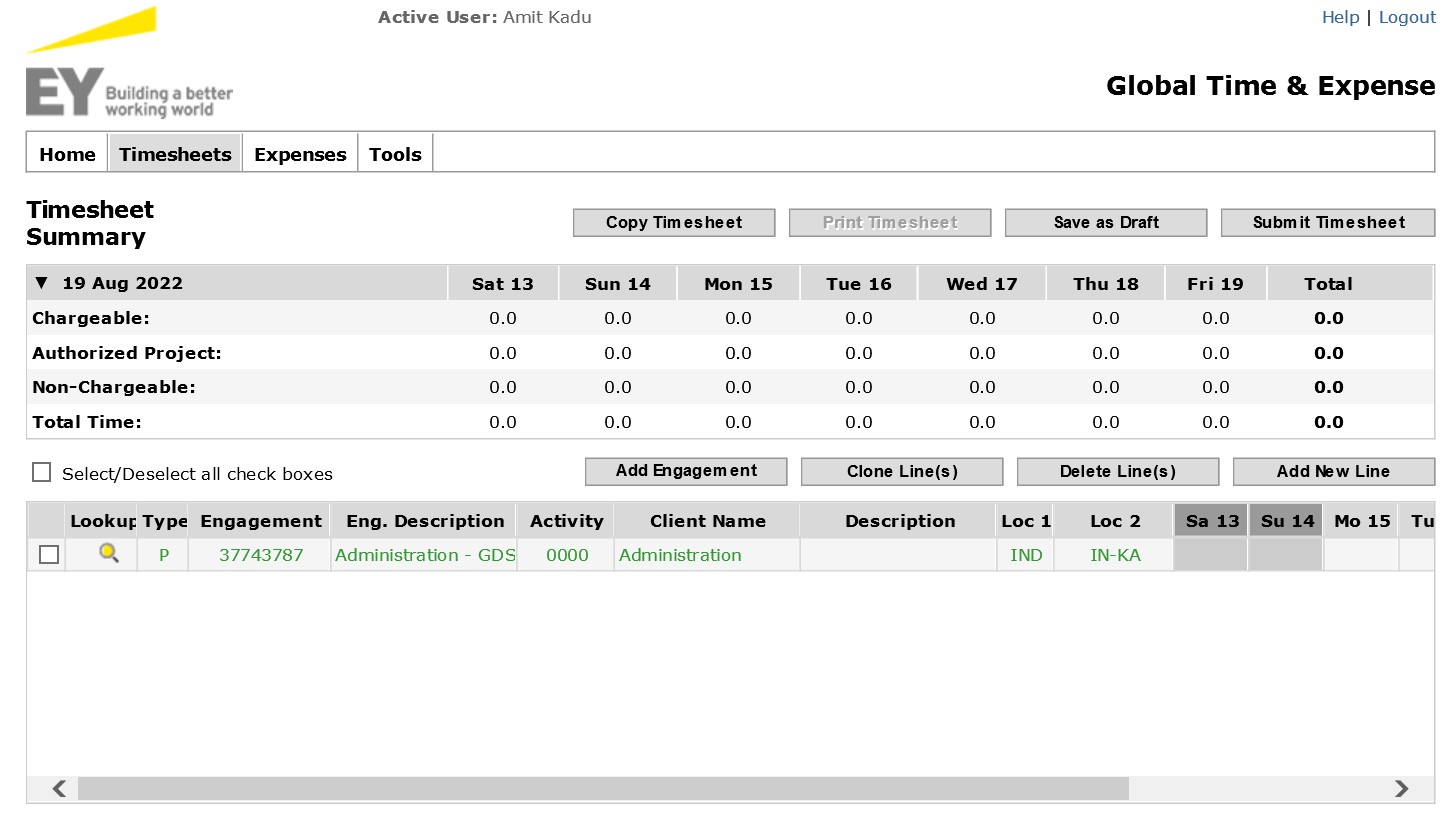 Active User: Amit Kadu Help | Logout
EY Building a better
working world
Global Time & Expense
Home Timesheets Expenses Tools
Timesheet
Summary
Copy Timesheet Print Timesheet Save as Draft Submit Timesheet
▼ 19 Aug 2022 Sat 13 Sun 14 Mon 15 Tue 16 Wed 17 Thu 18 Fri 19 Total
Chargeable: 0.0 0.0 0.0 0.0 0.0 0.0 0.0 0.0
Authorized Project: 0.0 0.0 0.0 0.0 0.0 0.0 0.0 0.0
Non-Chargeable: 0.0 0.0 0.0 0.0 0.0 0.0 0.0 0.0
Total Time: 0.0 0.0 0.0 0.0 0.0 0.0 0.0 0.0
Select/Deselect all check boxes Add Engagement Clone Line(s) Delete Line(s) Add New Line
Lookup Type Engagement Eng. Description Activity Client Name Description Loc 1 Loc 2 Sa 13 Su 14 Mo 15 Tu
P 37743787 Administration - GDS 0000 Administration IND IN-KA